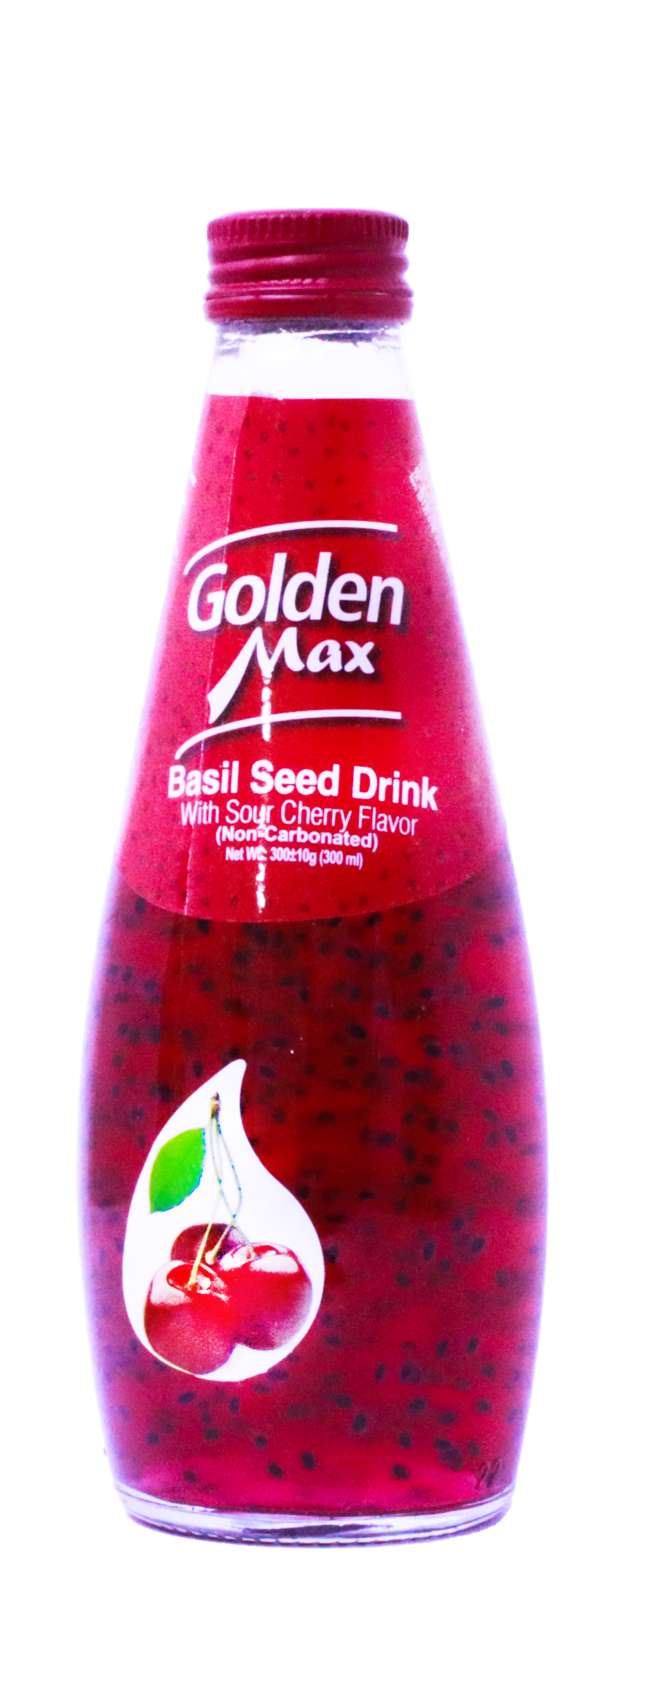 Golden
Max
Basil Seed Drink
With Sour Cherry Flavor
(Non-Carbonated)
Net Wt: 300±10g (300 ml)